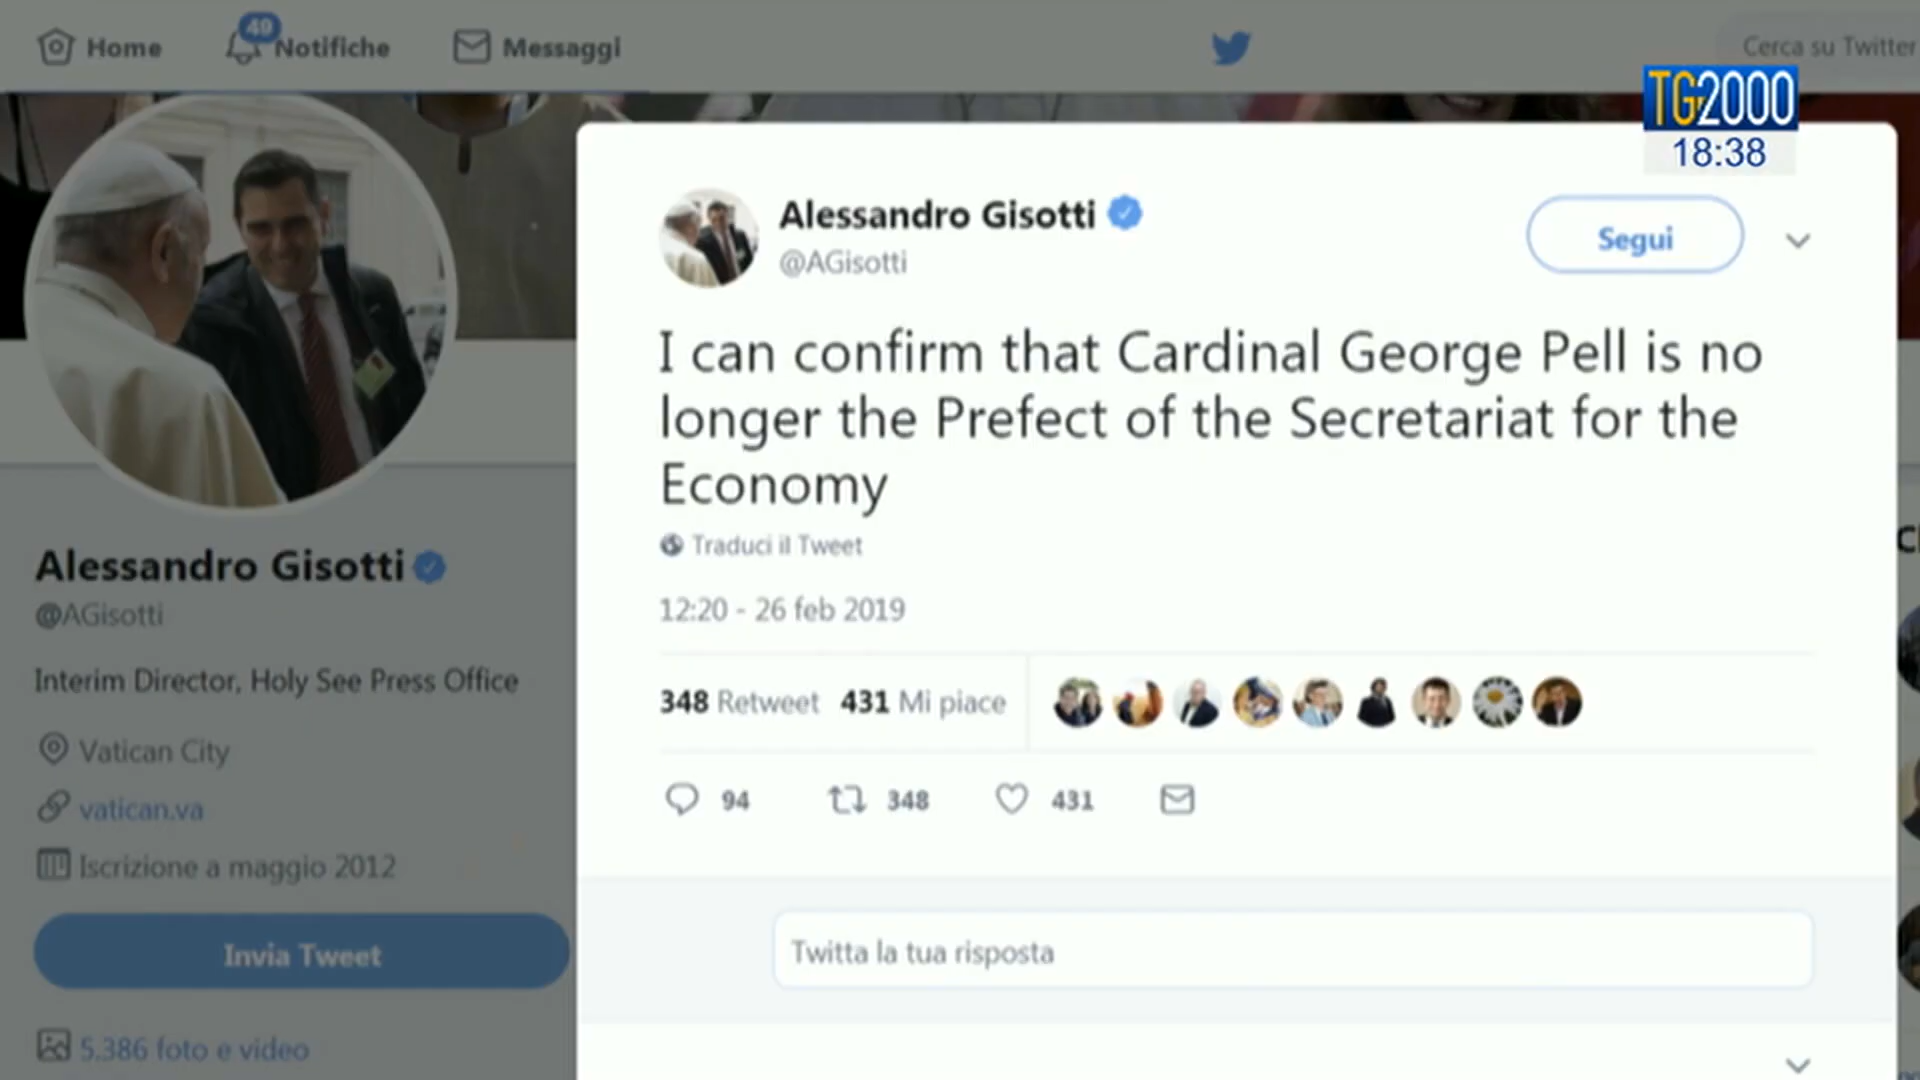 Home
49
Notifiche
Messaggi
Cerca su Twitter
TG2000
18:38
Alessandro Gisotti
@AGisotti
Interim Director, Holy See Press Office
Vatican City
vatican.va
Iscrizione a maggio 2012
Invia Tweet
5.386 foto e video
Alessandro Gisotti
@AGisotti
Segui
I can confirm that Cardinal George Pell is no
longer the Prefect of the Secretariat for the
Economy
Traduci il Tweet
12:20 - 26 feb 2019
348 Retweet 431 Mi piace
94 348 431
Twitta la tua risposta